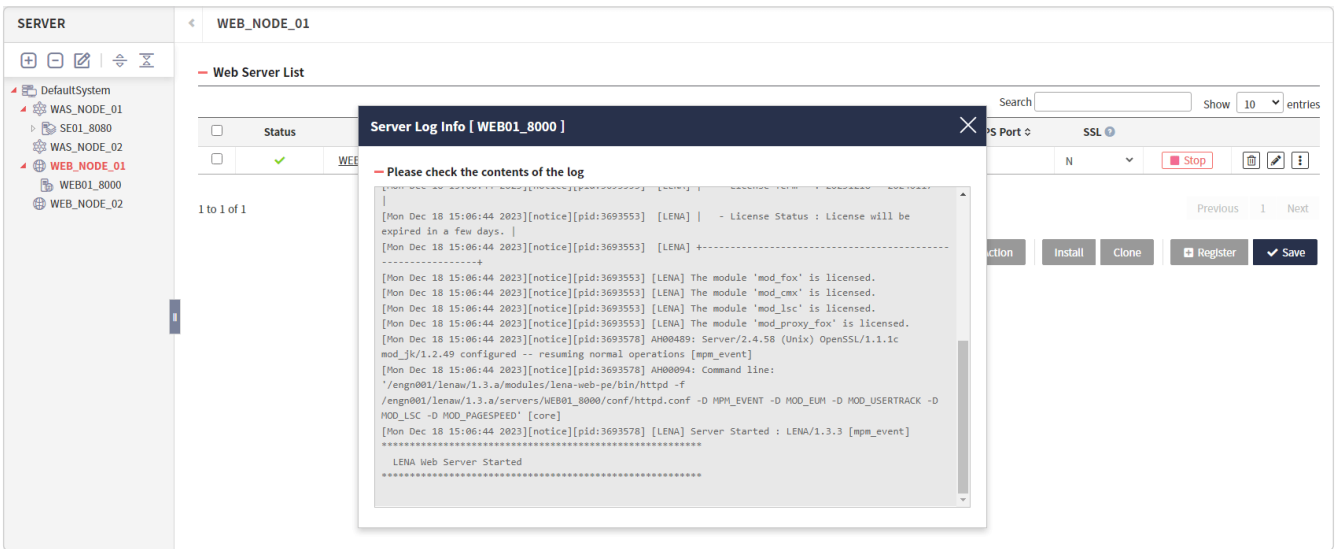 SERVER
WEB_NODE_01
DefaultSystem
WAS_NODE_01
SE01_8080
WAS_NODE_02
WEB_NODE_01
WEB01_8000
WEB_NODE_02
Web Server List
Search
Show 10 entries
Status
PS Port
SSL
WEB
N
Stop
1 to 1 of 1
Previous 1 Next
ction
Install
Clone
Register
Save
Server Log Info [ WEB01_8000 ]
Please check the contents of the log
|
[Mon Dec 18 15:06:44 2023][notice][pid:3693553] [LENA] | - License Status : License will be
expired in a few days. |
[Mon Dec 18 15:06:44 2023][notice][pid:3693553] [LENA] +-------------------------------------------
-----------------+
[Mon Dec 18 15:06:44 2023][notice][pid:3693553] [LENA] The module 'mod_fox' is licensed.
[Mon Dec 18 15:06:44 2023][notice][pid:3693553] [LENA] The module 'mod_cmx' is licensed.
[Mon Dec 18 15:06:44 2023][notice][pid:3693553] [LENA] The module 'mod_lsc' is licensed.
[Mon Dec 18 15:06:44 2023][notice][pid:3693553] [LENA] The module 'mod_proxy_fox' is licensed.
[Mon Dec 18 15:06:44 2023][notice][pid:3693578] AH00489: Server/2.4.58 (Unix) OpenSSL/1.1.1c
mod_jk/1.2.49 configured -- resuming normal operations [mpm_event]
[Mon Dec 18 15:06:44 2023][notice][pid:3693578] AH00094: Command line:
'/engn001/lenaw/1.3.a/modules/lena-web-pe/bin/httpd -f
/engn001/lenaw/1.3.a/servers/WEB01_8000/conf/httpd.conf -D MPM_EVENT -D MOD_EUM -D MOD_USERTRACK -D
MOD_LSC -D MOD_PAGESPEED' [core]
[Mon Dec 18 15:06:44 2023][notice][pid:3693578] [LENA] Server Started : LENA/1.3.3 [mpm_event]
*******************************************************
LENA Web Server Started
*******************************************************